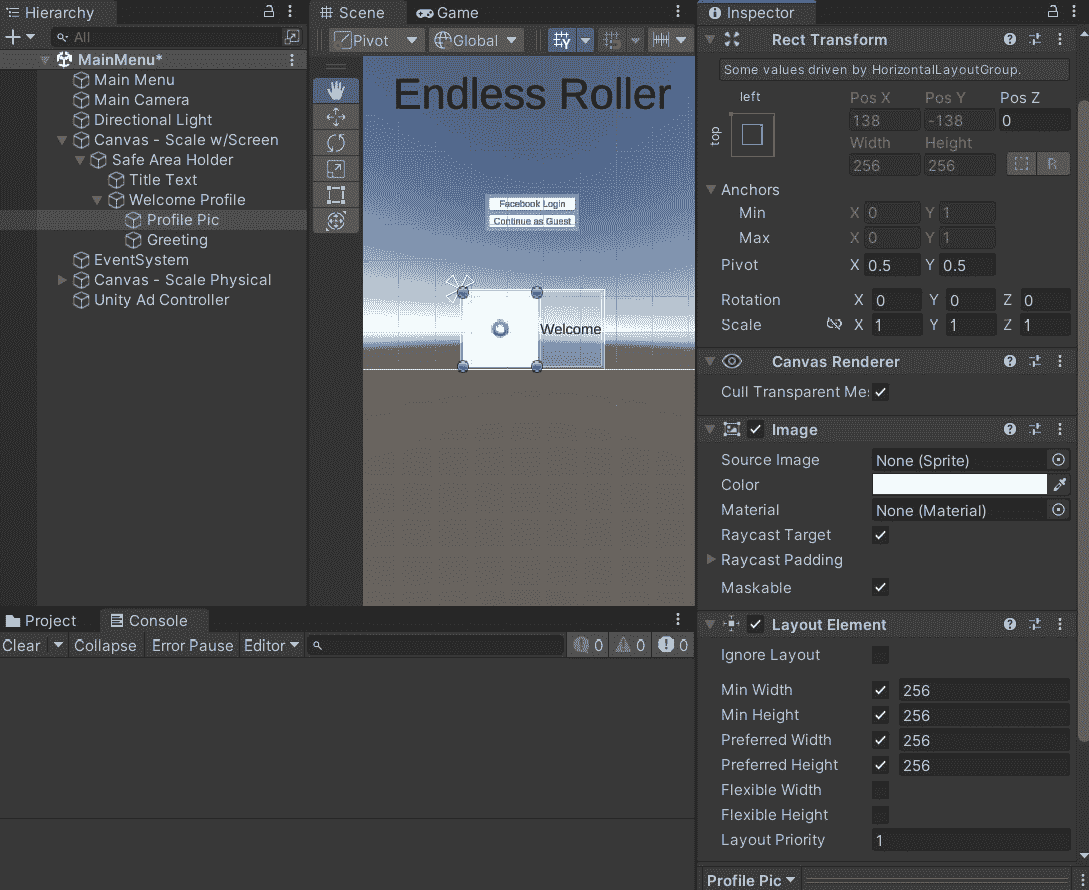 Hierarchy
All
MainMenu*
Main Menu
Main Camera
Directional Light
Canvas - Scale w/Screen
Safe Area Holder
Title Text
Welcome Profile
Profile Pic
Greeting
EventSystem
Canvas - Scale Physical
Unity Ad Controller
Scene Game
Pivot Global
Endless Roller
Facebook Login
Continue as Guest
Welcome
Project Console
Clear Collapse Error Pause Editor 0 0 0
Inspector
Rect Transform
Some values driven by HorizontalLayoutGroup.
left Pos X Pos Y Pos Z
top 138 -138 0
Width Height
256 256 R
Anchors
Min X 0 Y 1
Max X 0 Y 1
Pivot X 0.5 Y 0.5
Rotation X 0 Y 0 Z 0
Scale X 1 Y 1 Z 1
Canvas Renderer
Cull Transparent Me
Image
Source Image None (Sprite)
Color
Material None (Material)
Raycast Target
Raycast Padding
Maskable
Layout Element
Ignore Layout
Min Width 256
Min Height 256
Preferred Width 256
Preferred Height 256
Flexible Width
Flexible Height
Layout Priority 1
Profile Pic